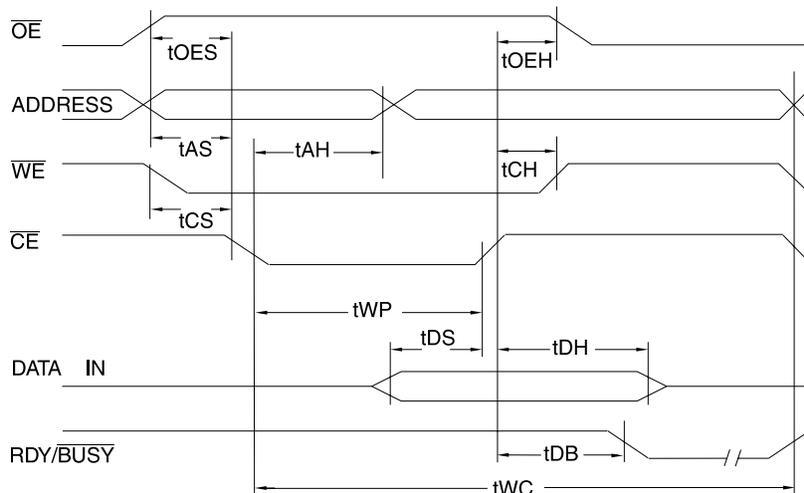 OE
tOES
tOEH
ADDRESS
tAS
tAH
tCH
WE
tCS
CE
tWP
tDS
tDH
DATA IN
RDY/BUSY
tDB
tWC